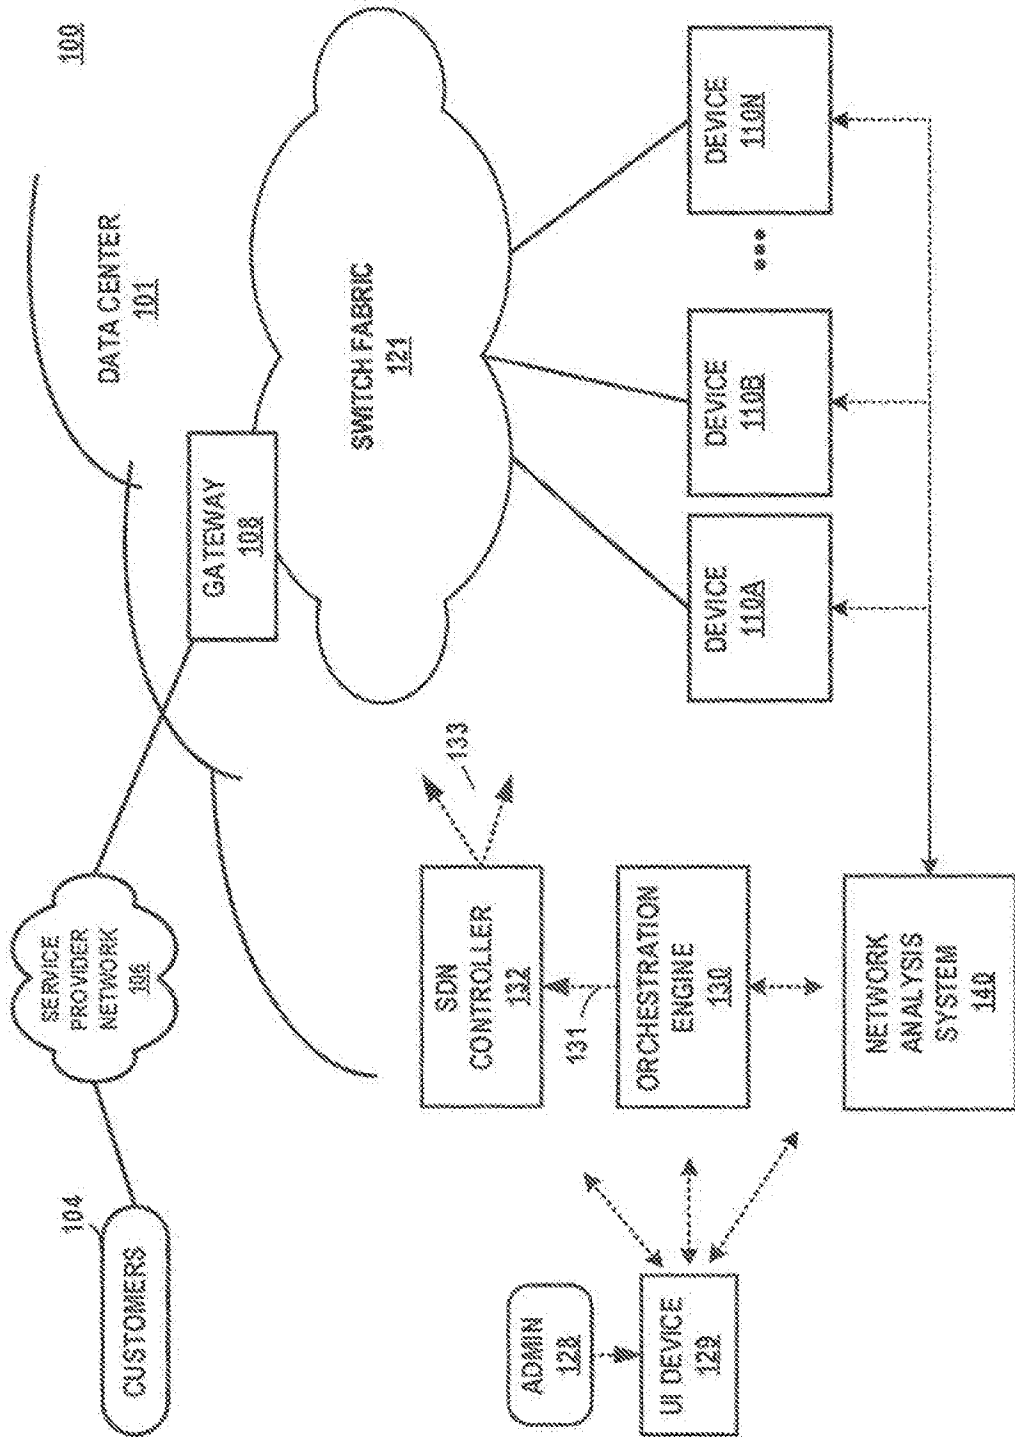 100
CUSTOMERS
104
SERVICE
PROVIDER
NETWORK
106
DATA CENTER
101
GATEWAY
108
SWITCH FABRIC
121
ADMIN
128
UI DEVICE
129
SDN
CONTROLLER
132
133
131
ORCHESTRATION
ENGINE
130
NETWORK
ANALYSIS
SYSTEM
140
DEVICE
110A
DEVICE
110B
•••
DEVICE
110N